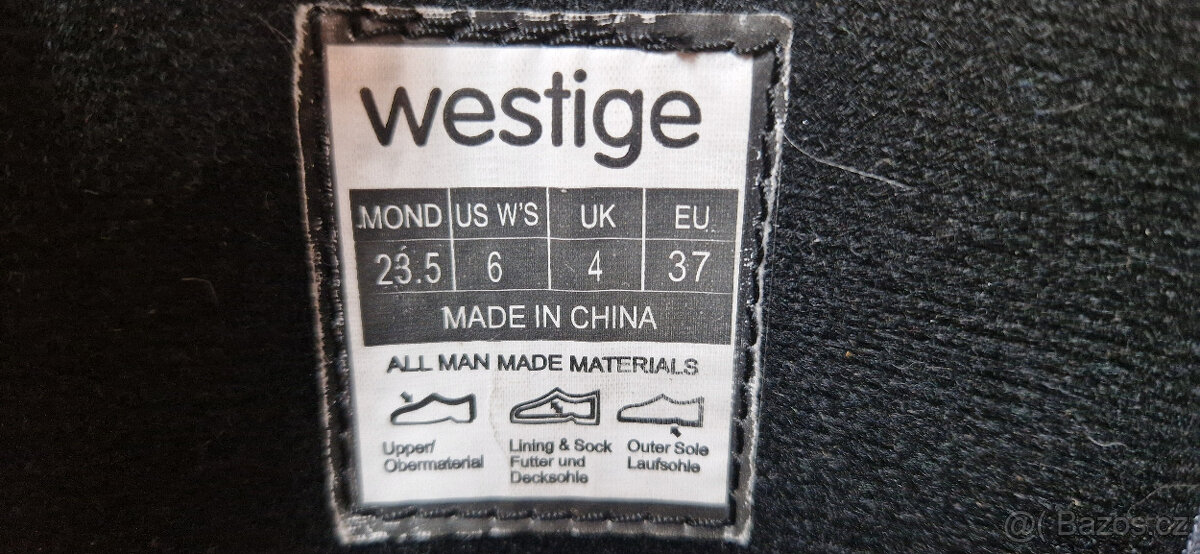 westige
MOND US W'S UK EU
23.5 6 4 37
MADE IN CHINA
ALL MAN MADE MATERIALS
Upper/ Lining & Sock Outer Sole
Obermaterial Futter und Laufsohle
Decksohle
@( Bazos.cz